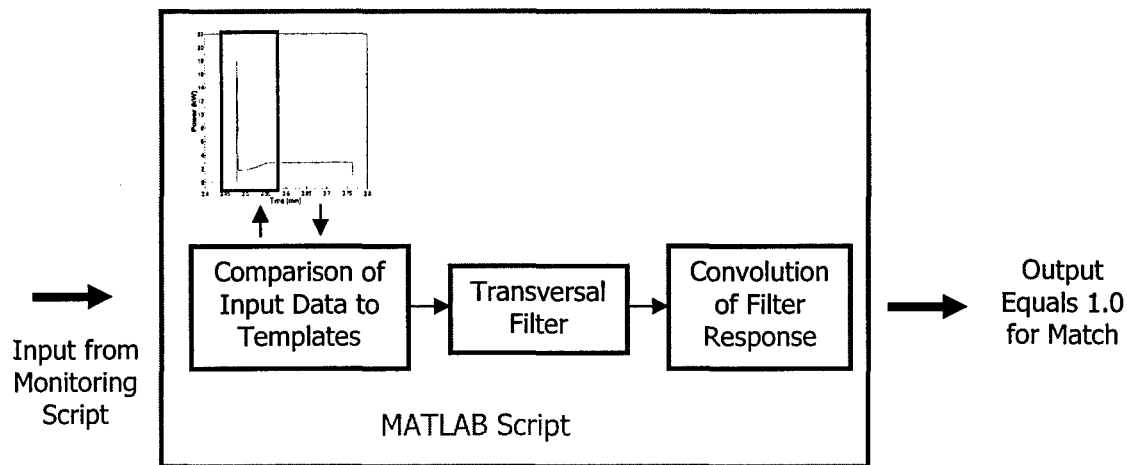 Power (kW)
Time (min)
Comparison of
Input Data to
Templates
Transversal
Filter
Convolution
of Filter
Response
Input from
Monitoring
Script
Output
Equals 1.0
for Match
MATLAB Script